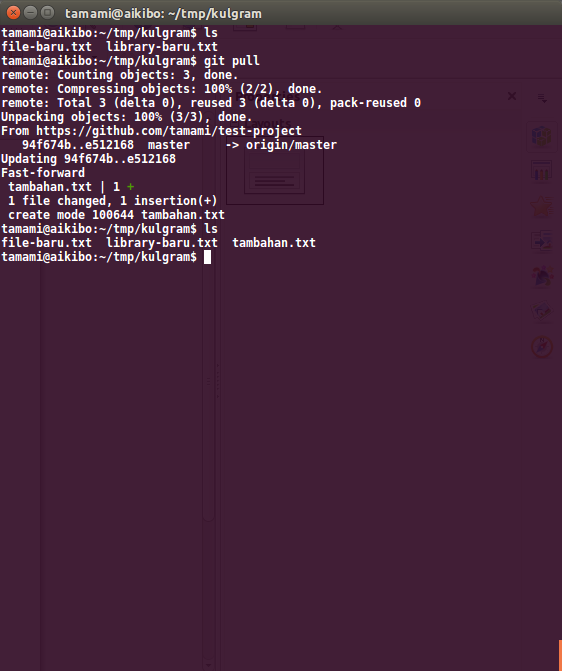 tamami@aikibo: ~/tmp/kulgram
tamami@aikibo:~/tmp/kulgram$ ls
file-baru.txt  library-baru.txt
tamami@aikibo:~/tmp/kulgram$ git pull
remote: Counting objects: 3, done.
remote: Compressing objects: 100% (2/2), done.
remote: Total 3 (delta 0), reused 3 (delta 0), pack-reused 0
Unpacking objects: 100% (3/3), done.
From https://github.com/tamami/test-project
   94f674b..e512168  master     -> origin/master
Updating 94f674b..e512168
Fast-forward
 tambahan.txt | 1 +
 1 file changed, 1 insertion(+)
 create mode 100644 tambahan.txt
tamami@aikibo:~/tmp/kulgram$ ls
file-baru.txt  library-baru.txt  tambahan.txt
tamami@aikibo:~/tmp/kulgram$